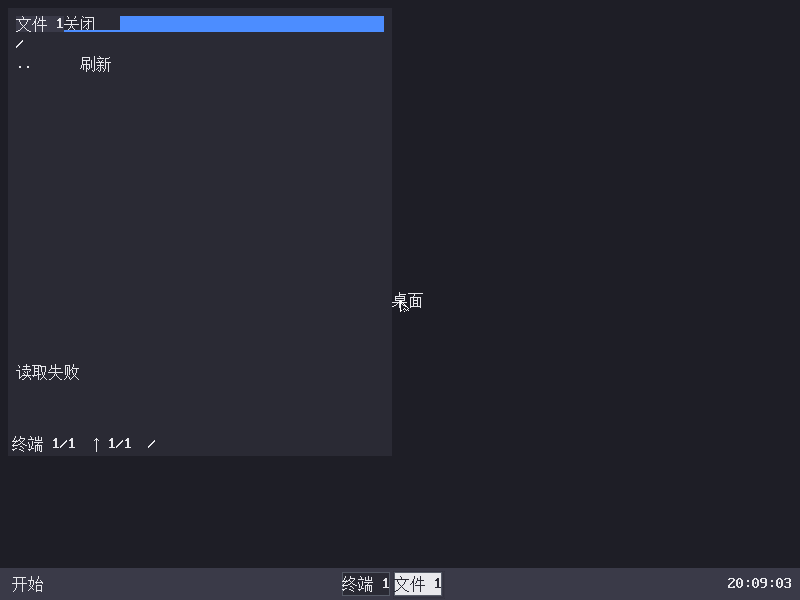 文件 1关闭
/
.. 刷新
桌面
读取失败
终端 1/1 ↑ 1/1 /
开始 终端 1 文件 1 20:09:03